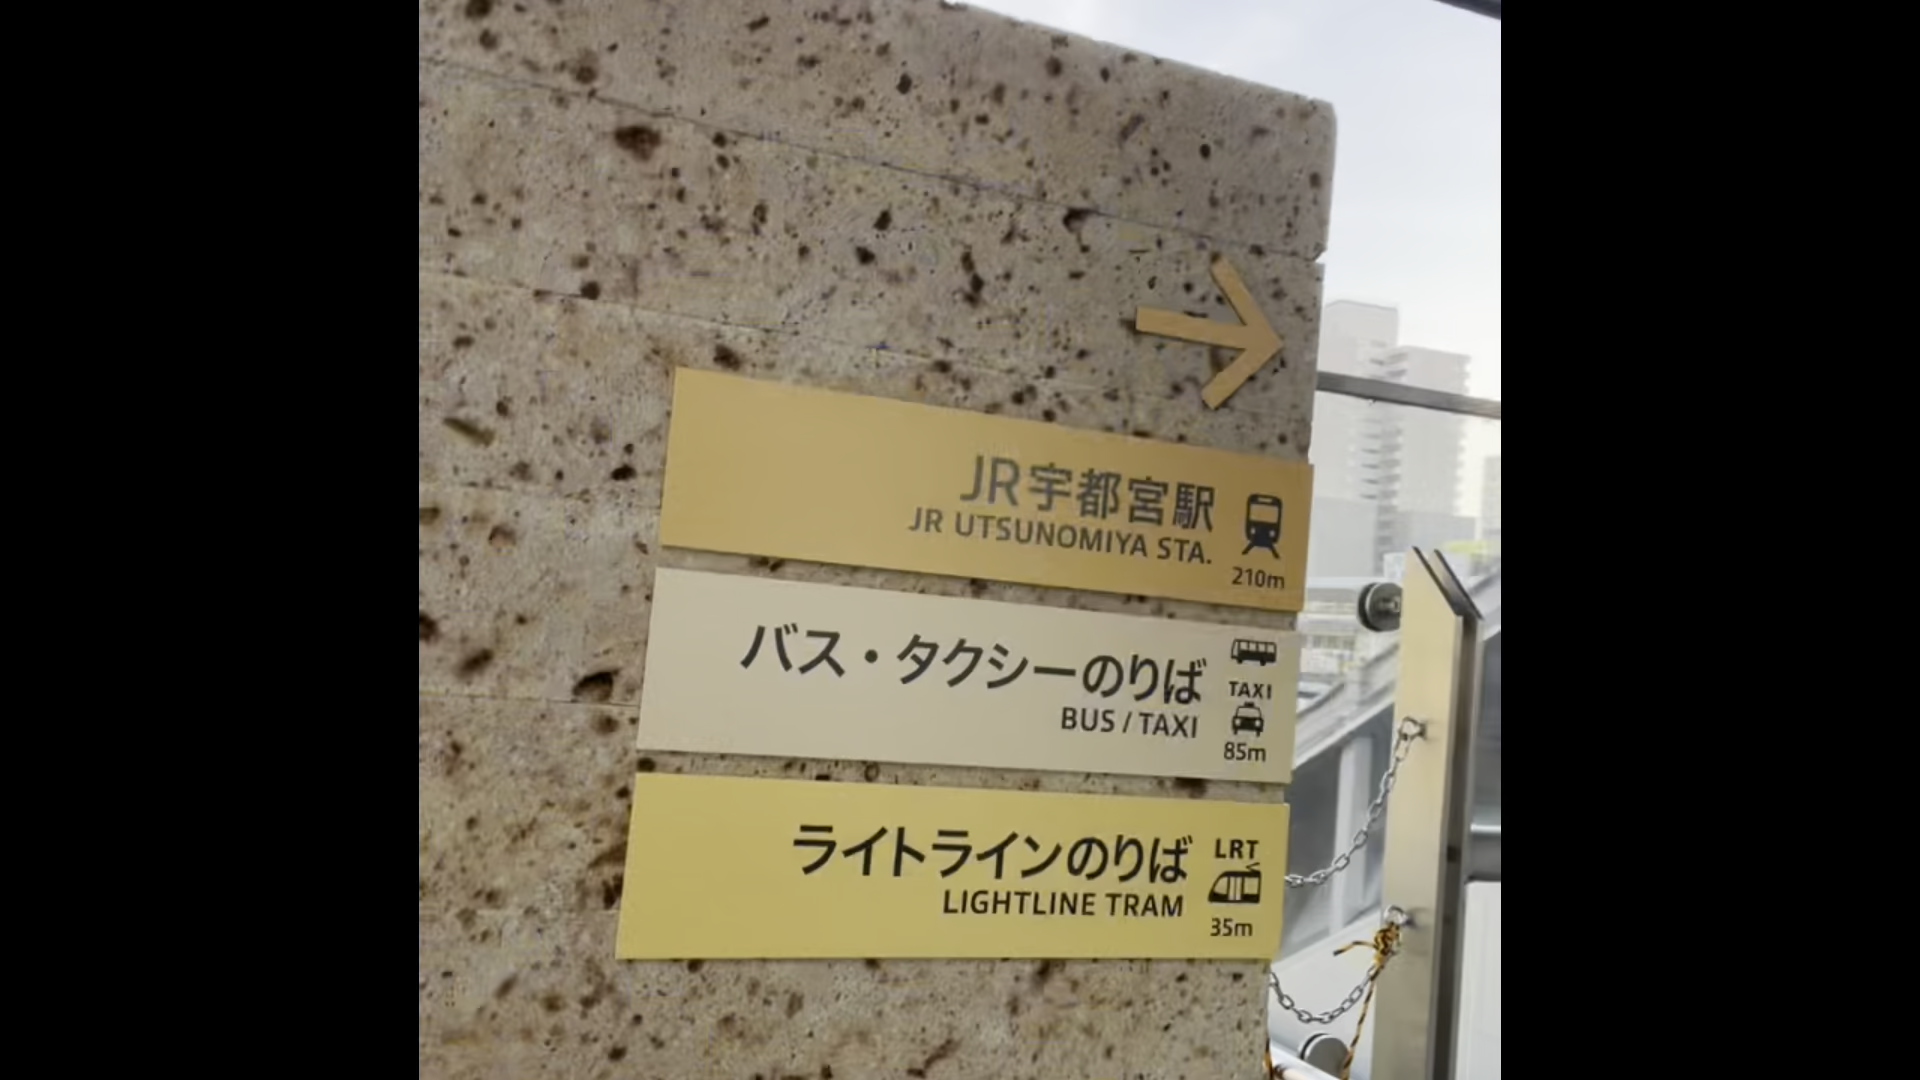 JR宇都宮駅
JR UTSUNOMIYA STA.
210m
バス・タクシーのりば
BUS / TAXI
TAXI
85m
ライトラインのりば
LIGHTLINE TRAM
LRT
35m